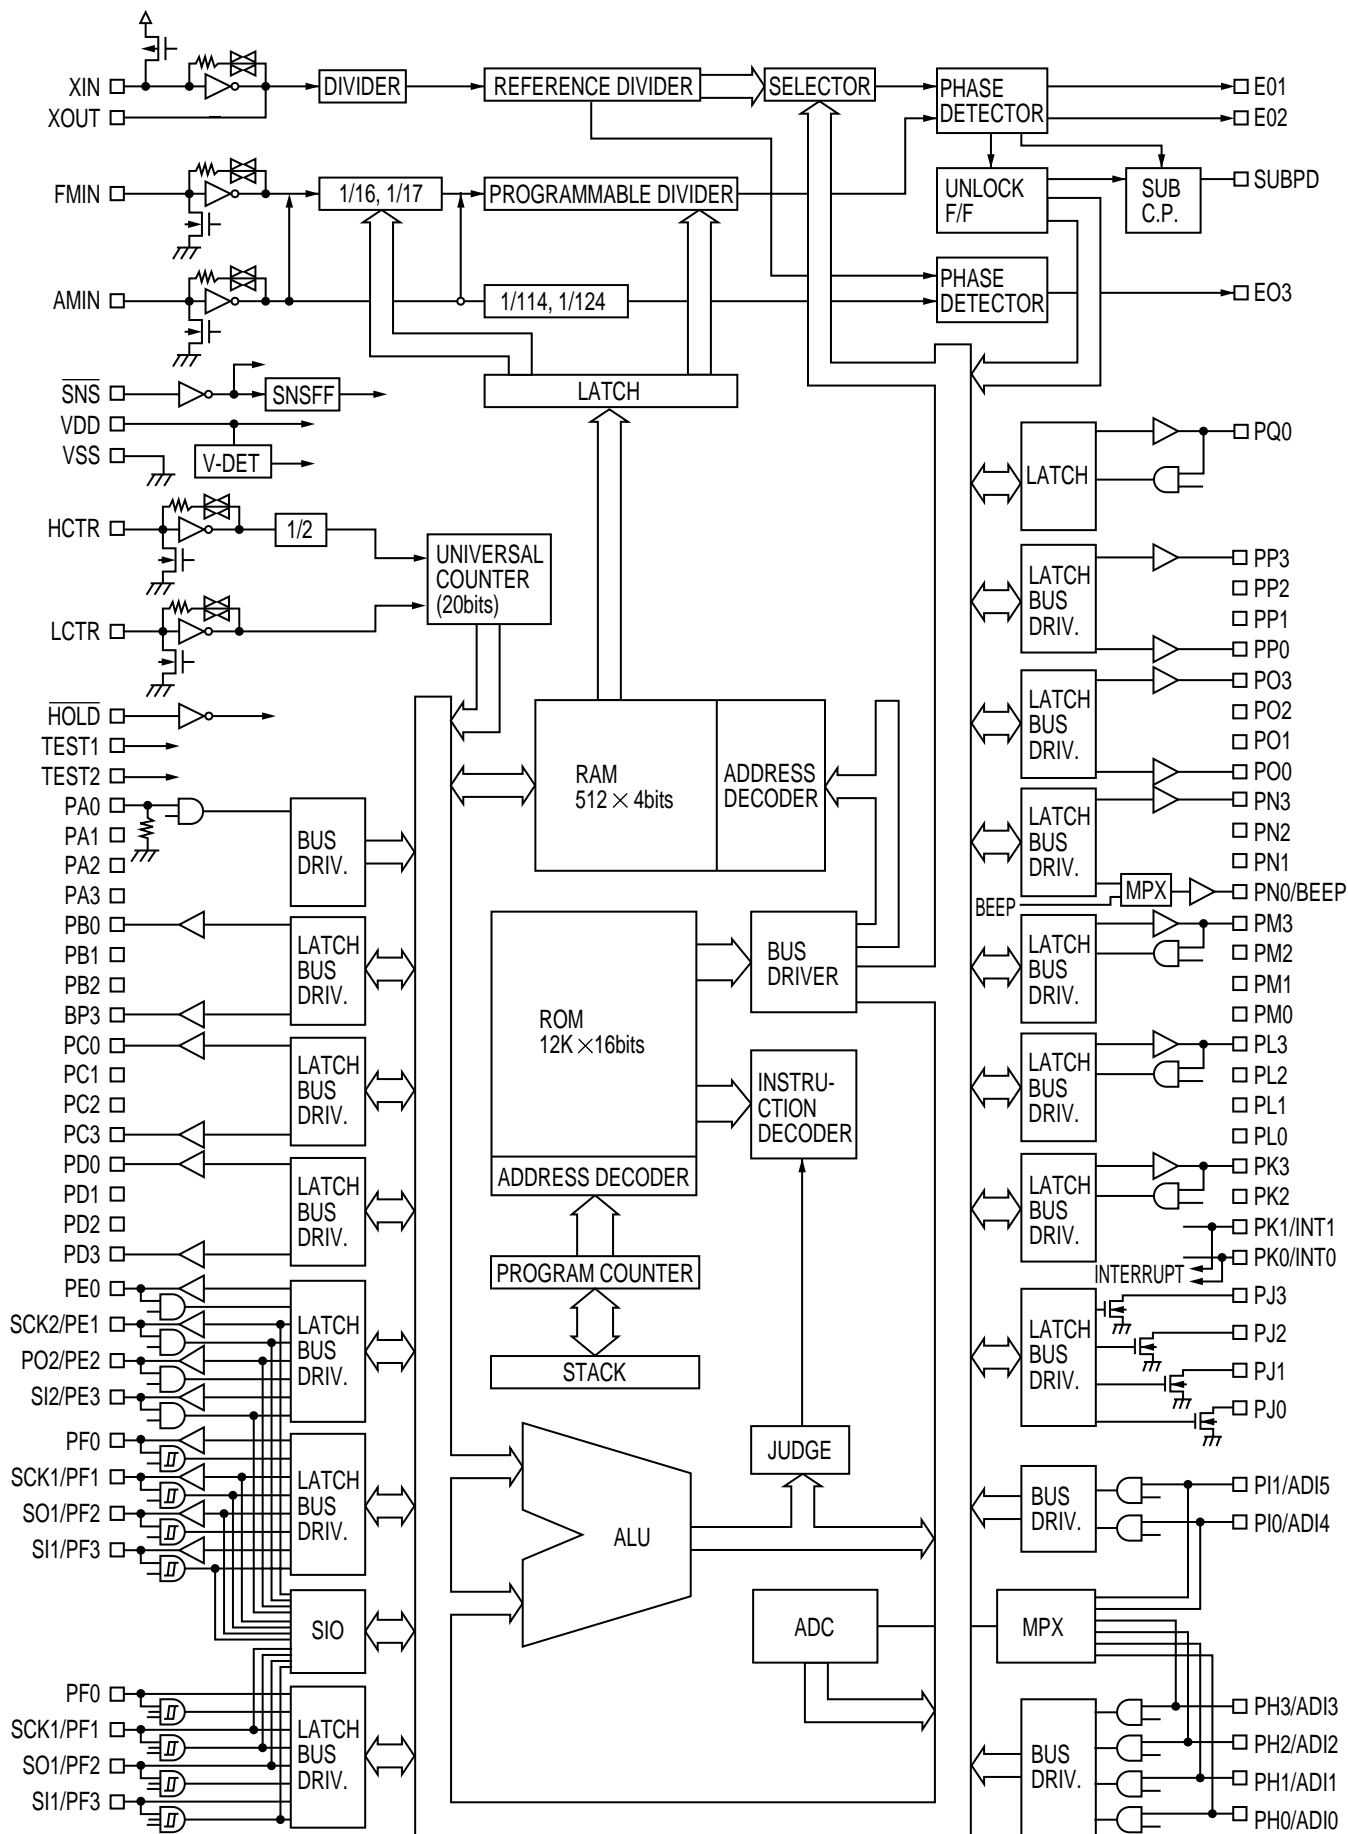 XIN
XOUT
DIVIDER
REFERENCE DIVIDER
SELECTOR
PHASE
DETECTOR
E01
E02
FMIN
1/16, 1/17
PROGRAMMABLE DIVIDER
UNLOCK
F/F
SUB
C.P.
SUBPD
AMIN
1/114, 1/124
PHASE
DETECTOR
EO3
SNS
SNSFF
LATCH
VDD
VSS
V-DET
HCTR
1/2
UNIVERSAL
COUNTER
(20bits)
LCTR
HOLD
TEST1
TEST2
PA0
PA1
PA2
PA3
BUS
DRIV.
PB0
PB1
PB2
BP3
LATCH
BUS
DRIV.
PC0
PC1
PC2
PC3
LATCH
BUS
DRIV.
PD0
PD1
PD2
PD3
LATCH
BUS
DRIV.
PE0
SCK2/PE1
PO2/PE2
SI2/PE3
LATCH
BUS
DRIV.
PF0
SCK1/PF1
SO1/PF2
SI1/PF3
LATCH
BUS
DRIV.
SIO
PF0
SCK1/PF1
SO1/PF2
SI1/PF3
LATCH
BUS
DRIV.
RAM
512 × 4bits
ADDRESS
DECODER
ROM
12K ×16bits
ADDRESS DECODER
BUS
DRIVER
INSTRU-
CTION
DECODER
PROGRAM COUNTER
STACK
JUDGE
ALU
ADC
LATCH
PQ0
LATCH
BUS
DRIV.
PP3
PP2
PP1
PP0
LATCH
BUS
DRIV.
PO3
PO2
PO1
PO0
LATCH
BUS
DRIV.
PN3
PN2
PN1
BEEP
MPX
PN0/BEEP
LATCH
BUS
DRIV.
PM3
PM2
PM1
PM0
LATCH
BUS
DRIV.
PL3
PL2
PL1
PL0
LATCH
BUS
DRIV.
PK3
PK2
PK1/INT1
PK0/INT0
INTERRUPT
LATCH
BUS
DRIV.
PJ3
PJ2
PJ1
PJ0
BUS
DRIV.
PI1/ADI5
PI0/ADI4
MPX
BUS
DRIV.
PH3/ADI3
PH2/ADI2
PH1/ADI1
PH0/ADI0